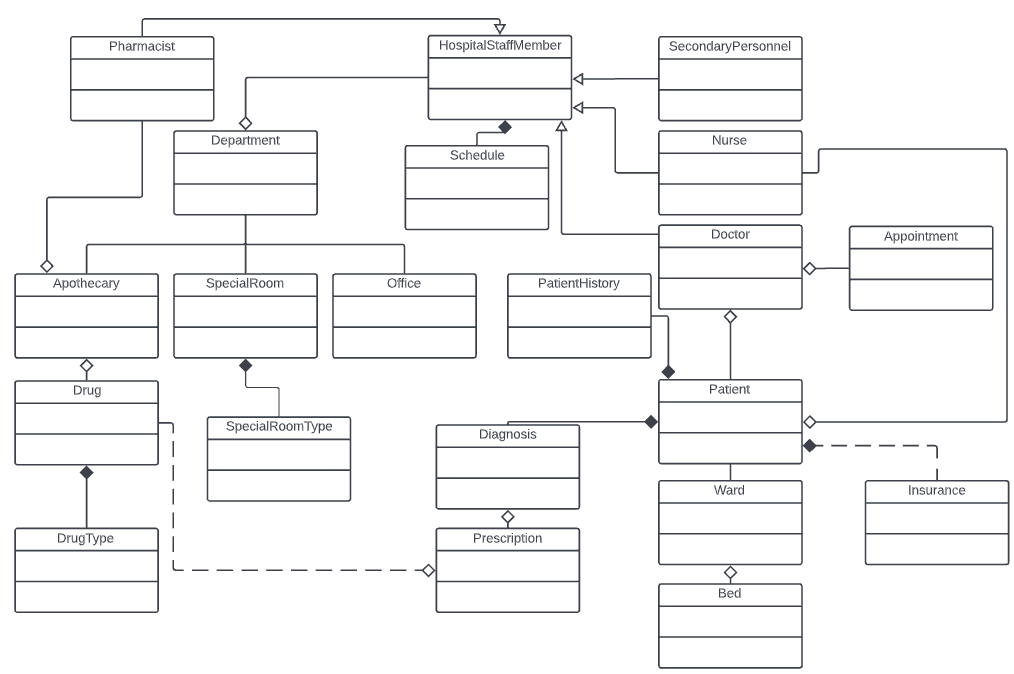 Pharmacist
HospitalStaffMember
SecondaryPersonnel
Department
Schedule
Nurse
Doctor
Appointment
Apothecary
SpecialRoom
Office
PatientHistory
Drug
SpecialRoomType
Diagnosis
Patient
DrugType
Prescription
Ward
Insurance
Bed